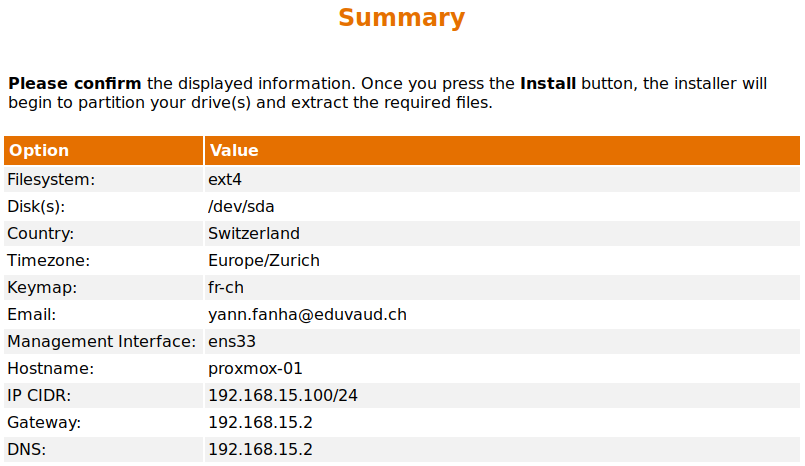 Summary
Please confirm the displayed information. Once you press the Install button, the installer will
begin to partition your drive(s) and extract the required files.
Option Value
Filesystem: ext4
Disk(s): /dev/sda
Country: Switzerland
Timezone: Europe/Zurich
Keymap: fr-ch
Email: yann.fanha@eduvaud.ch
Management Interface: ens33
Hostname: proxmox-01
IP CIDR: 192.168.15.100/24
Gateway: 192.168.15.2
DNS: 192.168.15.2